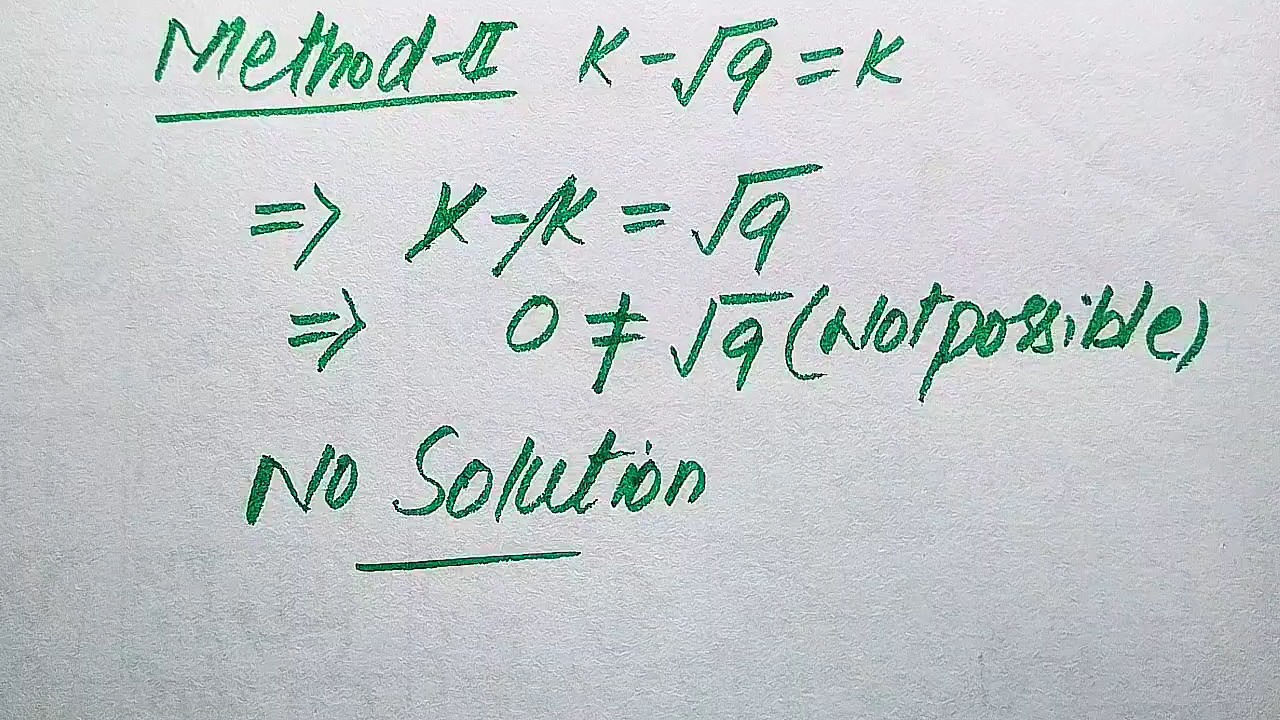 Method-II K-√9=K
=> K-K=√9
=> 0≠√9(Not possible)
No Solution